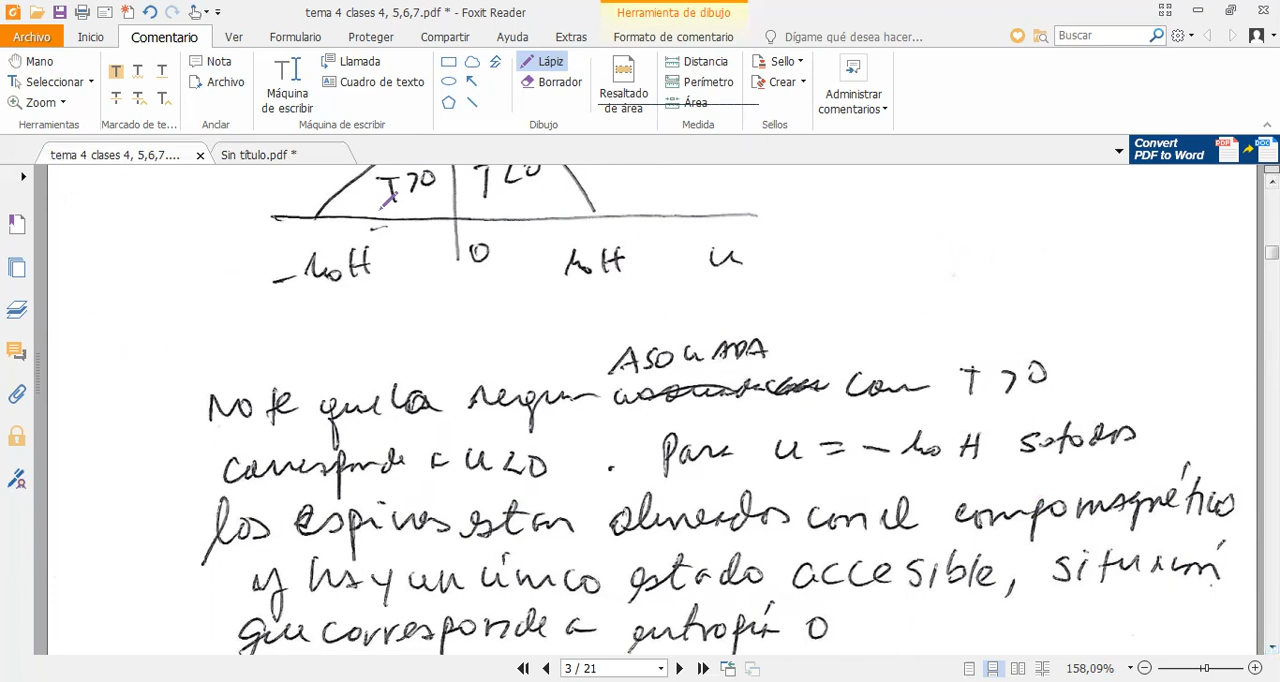 tema 4 clases 4, 5,6,7.pdf * - Foxit Reader
Herramienta de dibujo
Archivo Inicio Comentario Ver Formulario Proteger Compartir Ayuda Extras Formato de comentario Dígame qué desea hacer... Buscar
Mano
Seleccionar
Zoom
Herramientas
T T T
T T T
Marcado de te...
Nota
Archivo
Anclar
Máquina de escribir
Llamada
Cuadro de texto
Máquina de escribir
Lápiz
Borrador
Dibujo
Resaltado de área
Distancia
Perímetro
Área
Medida
Sello
Crear
Sellos
Administrar comentarios
tema 4 clases 4, 5,6,7....
Sin título.pdf *
Convert
PDF to Word
T>0 T<0
-μ₀H 0 μ₀H u
ASOCIADA
Note que la region con T>0
corresponde a u<0 . Para u = -μ₀H
los espines estan alineados con el campo magnético
y hay un único estado accesible, situación
que corresponde a entropía 0
3 / 21
158,09%